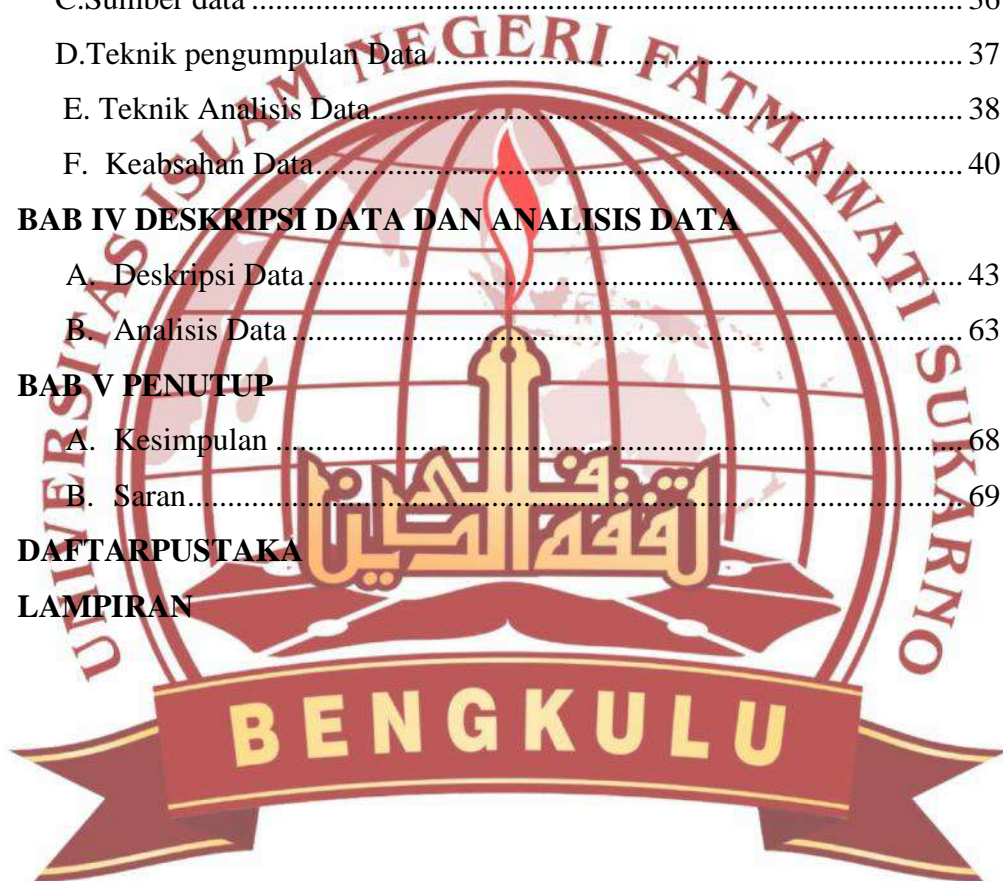 C.Sumber data ........................................................................ 36
D.Teknik pengumpulan Data ................................................. 37
E. Teknik Analisis Data.......................................................... 38
F. Keabsahan Data................................................................. 40
BAB IV DESKRIPSI DATA DAN ANALISIS DATA
A. Deskripsi Data.................................................................. 43
B. Analisis Data .................................................................... 63
BAB V PENUTUP
A. Kesimpulan ...................................................................... 68
B. Saran................................................................................. 69
DAFTARPUSTAKA
LAMPIRAN
UNIVERSITAS ISLAM NEGERI FATMAWATI SUKARNO
BENGKULU